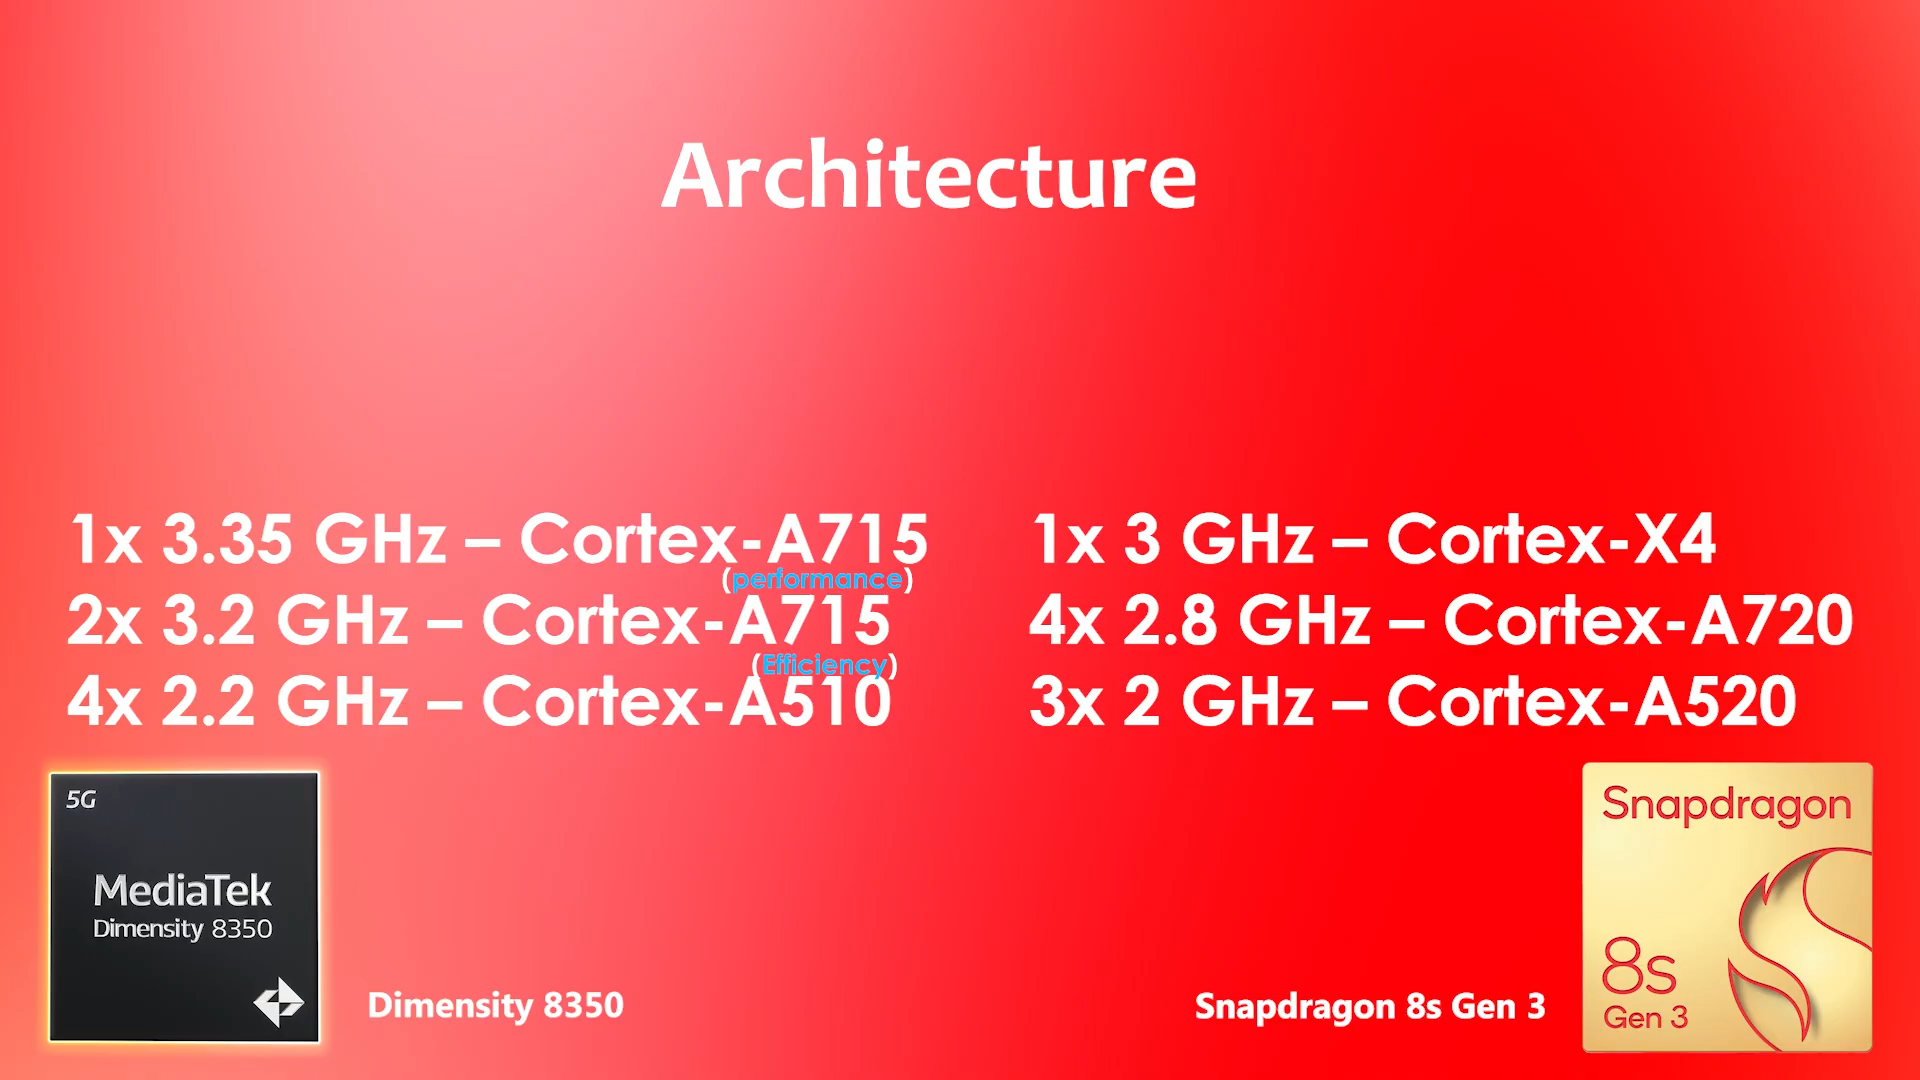 Architecture
1x 3.35 GHz – Cortex-A715
(performance)
2x 3.2 GHz – Cortex-A715
(Efficiency)
4x 2.2 GHz – Cortex-A510
1x 3 GHz – Cortex-X4
4x 2.8 GHz – Cortex-A720
3x 2 GHz – Cortex-A520
5G
MediaTek
Dimensity 8350
Dimensity 8350
Snapdragon 8s Gen 3
Snapdragon
8s
Gen 3